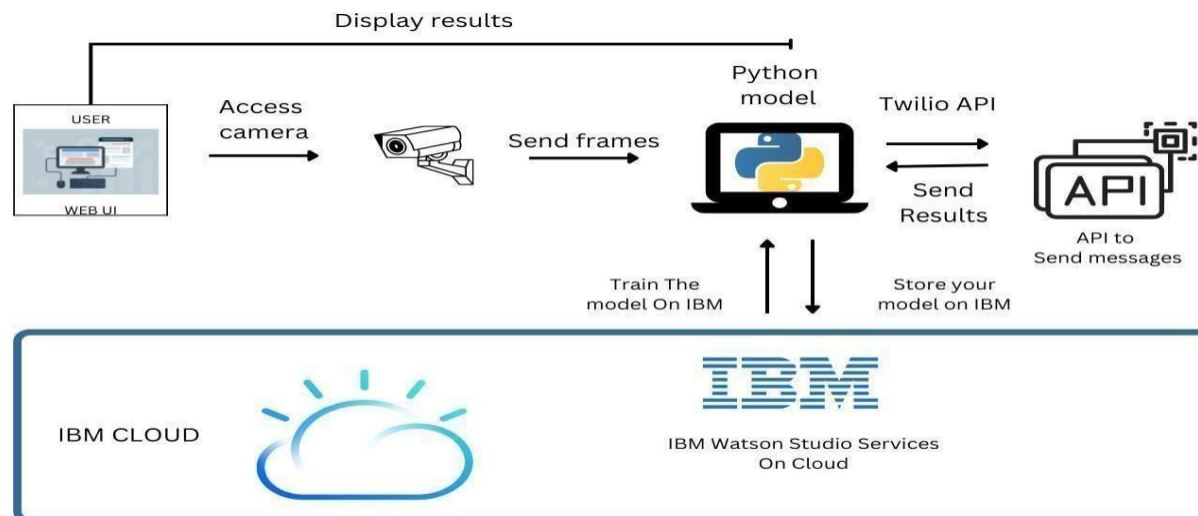 Display results
USER
WEB UI
Access
camera
Send frames
Python
model
Twilio API
Send
Results
API
API to
Send messages
Train The
model On IBM
Store your
model on IBM
IBM CLOUD
IBM
IBM Watson Studio Services
On Cloud